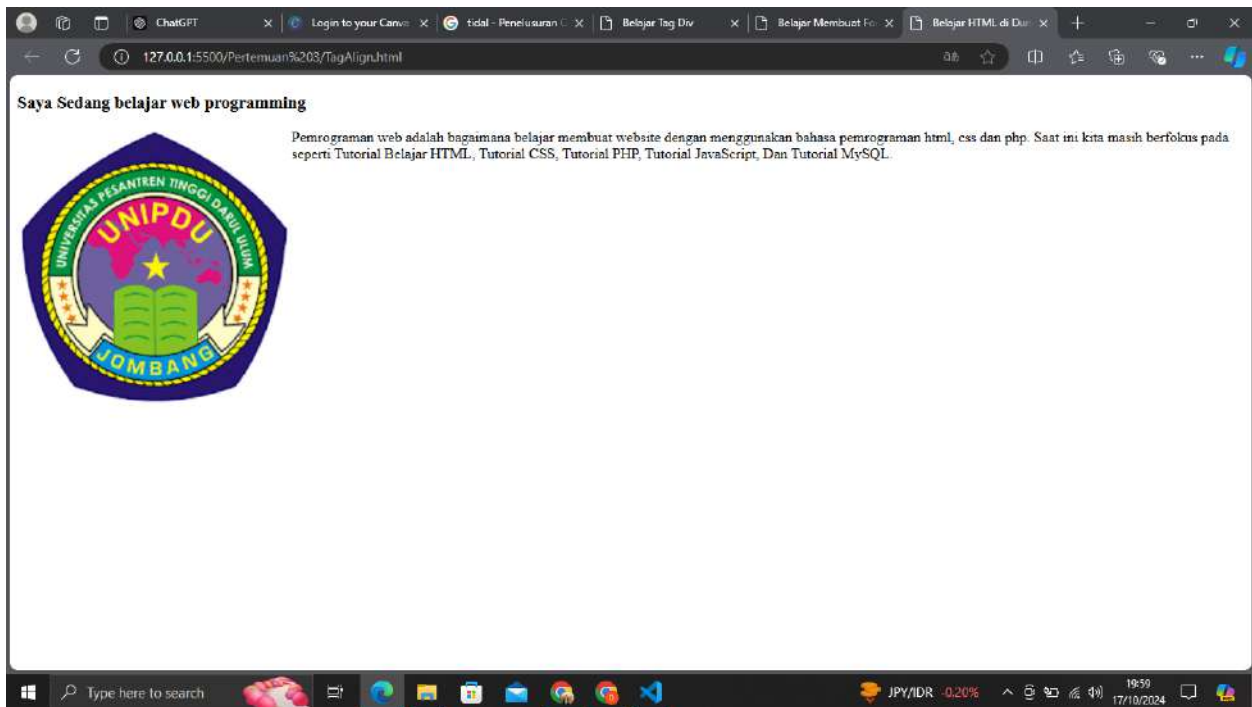 ChatGPT
Login to your Canva
tidal - Penelusuran
Belajar Tag Div
Belajar Membuat Fo
Belajar HTML di Dun
127.0.0.1:5500/Pertemuan%203/TagAlign.html
Saya Sedang belajar web programming
Pemrograman web adalah bagaimana belajar membuat website dengan menggunakan bahasa pemrograman html, css dan php. Saat ini kita masih berfokus pada
seperti Tutorial Belajar HTML, Tutorial CSS, Tutorial PHP, Tutorial JavaScript, Dan Tutorial MySQL.
UNIVERSITAS PESANTREN TINGGI DARUL ULUM
UNIPDU
JOMBANG
Type here to search
JPY/IDR -0.20%
19:59
17/10/2024